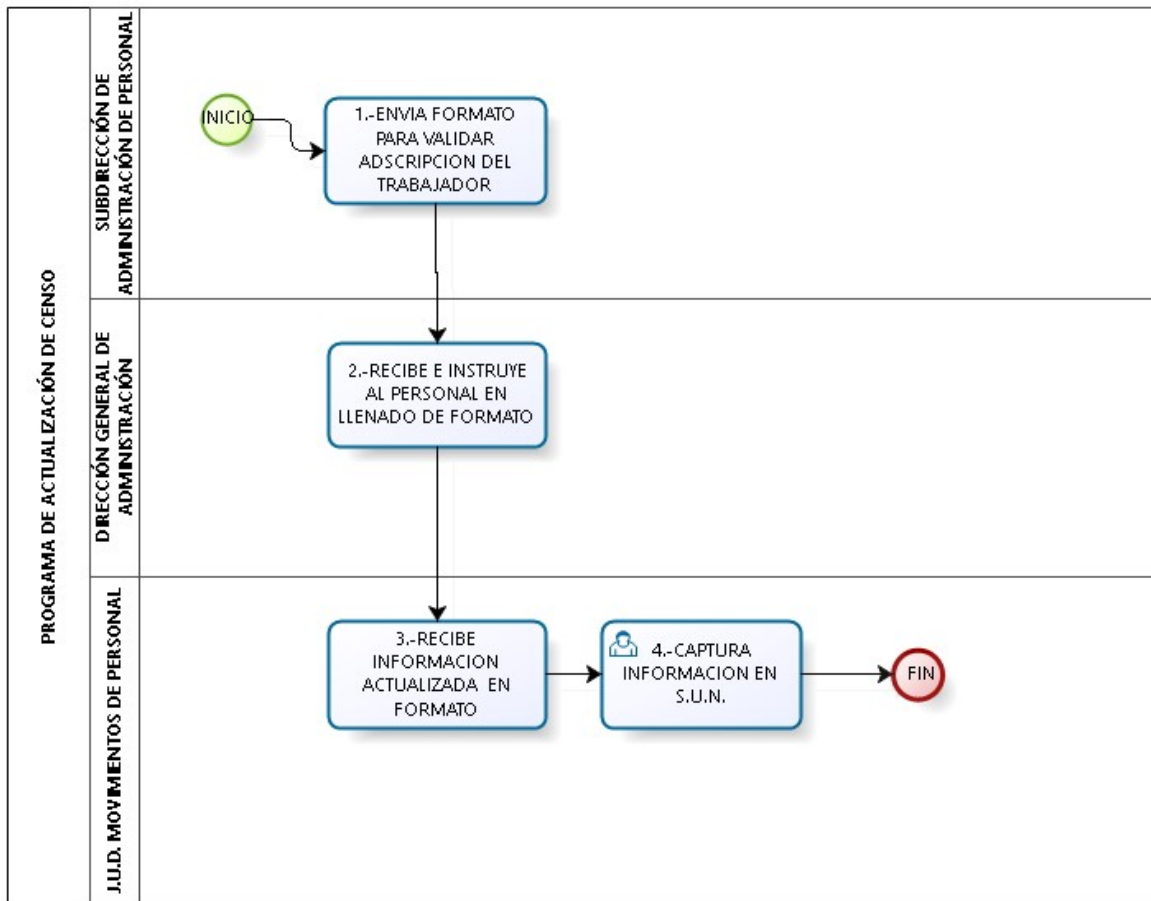 PROGRAMA DE ACTUALIZACIÓN DE CENSO
SUBDIRECCIÓN DE
ADMINISTRACIÓN DE PERSONAL
INICIO
1.-ENVIA FORMATO
PARA VALIDAR
ADSCRIPCION DEL
TRABAJADOR
DIRECCIÓN GENERAL DE
ADMINISTRACIÓN
2.-RECIBE E INSTRUYE
AL PERSONAL EN
LLENADO DE FORMATO
J.U.D. MOVIMIENTOS DE PERSONAL
3.-RECIBE
INFORMACION
ACTUALIZADA EN
FORMATO
4.-CAPTURA
INFORMACION EN
S.U.N.
FIN